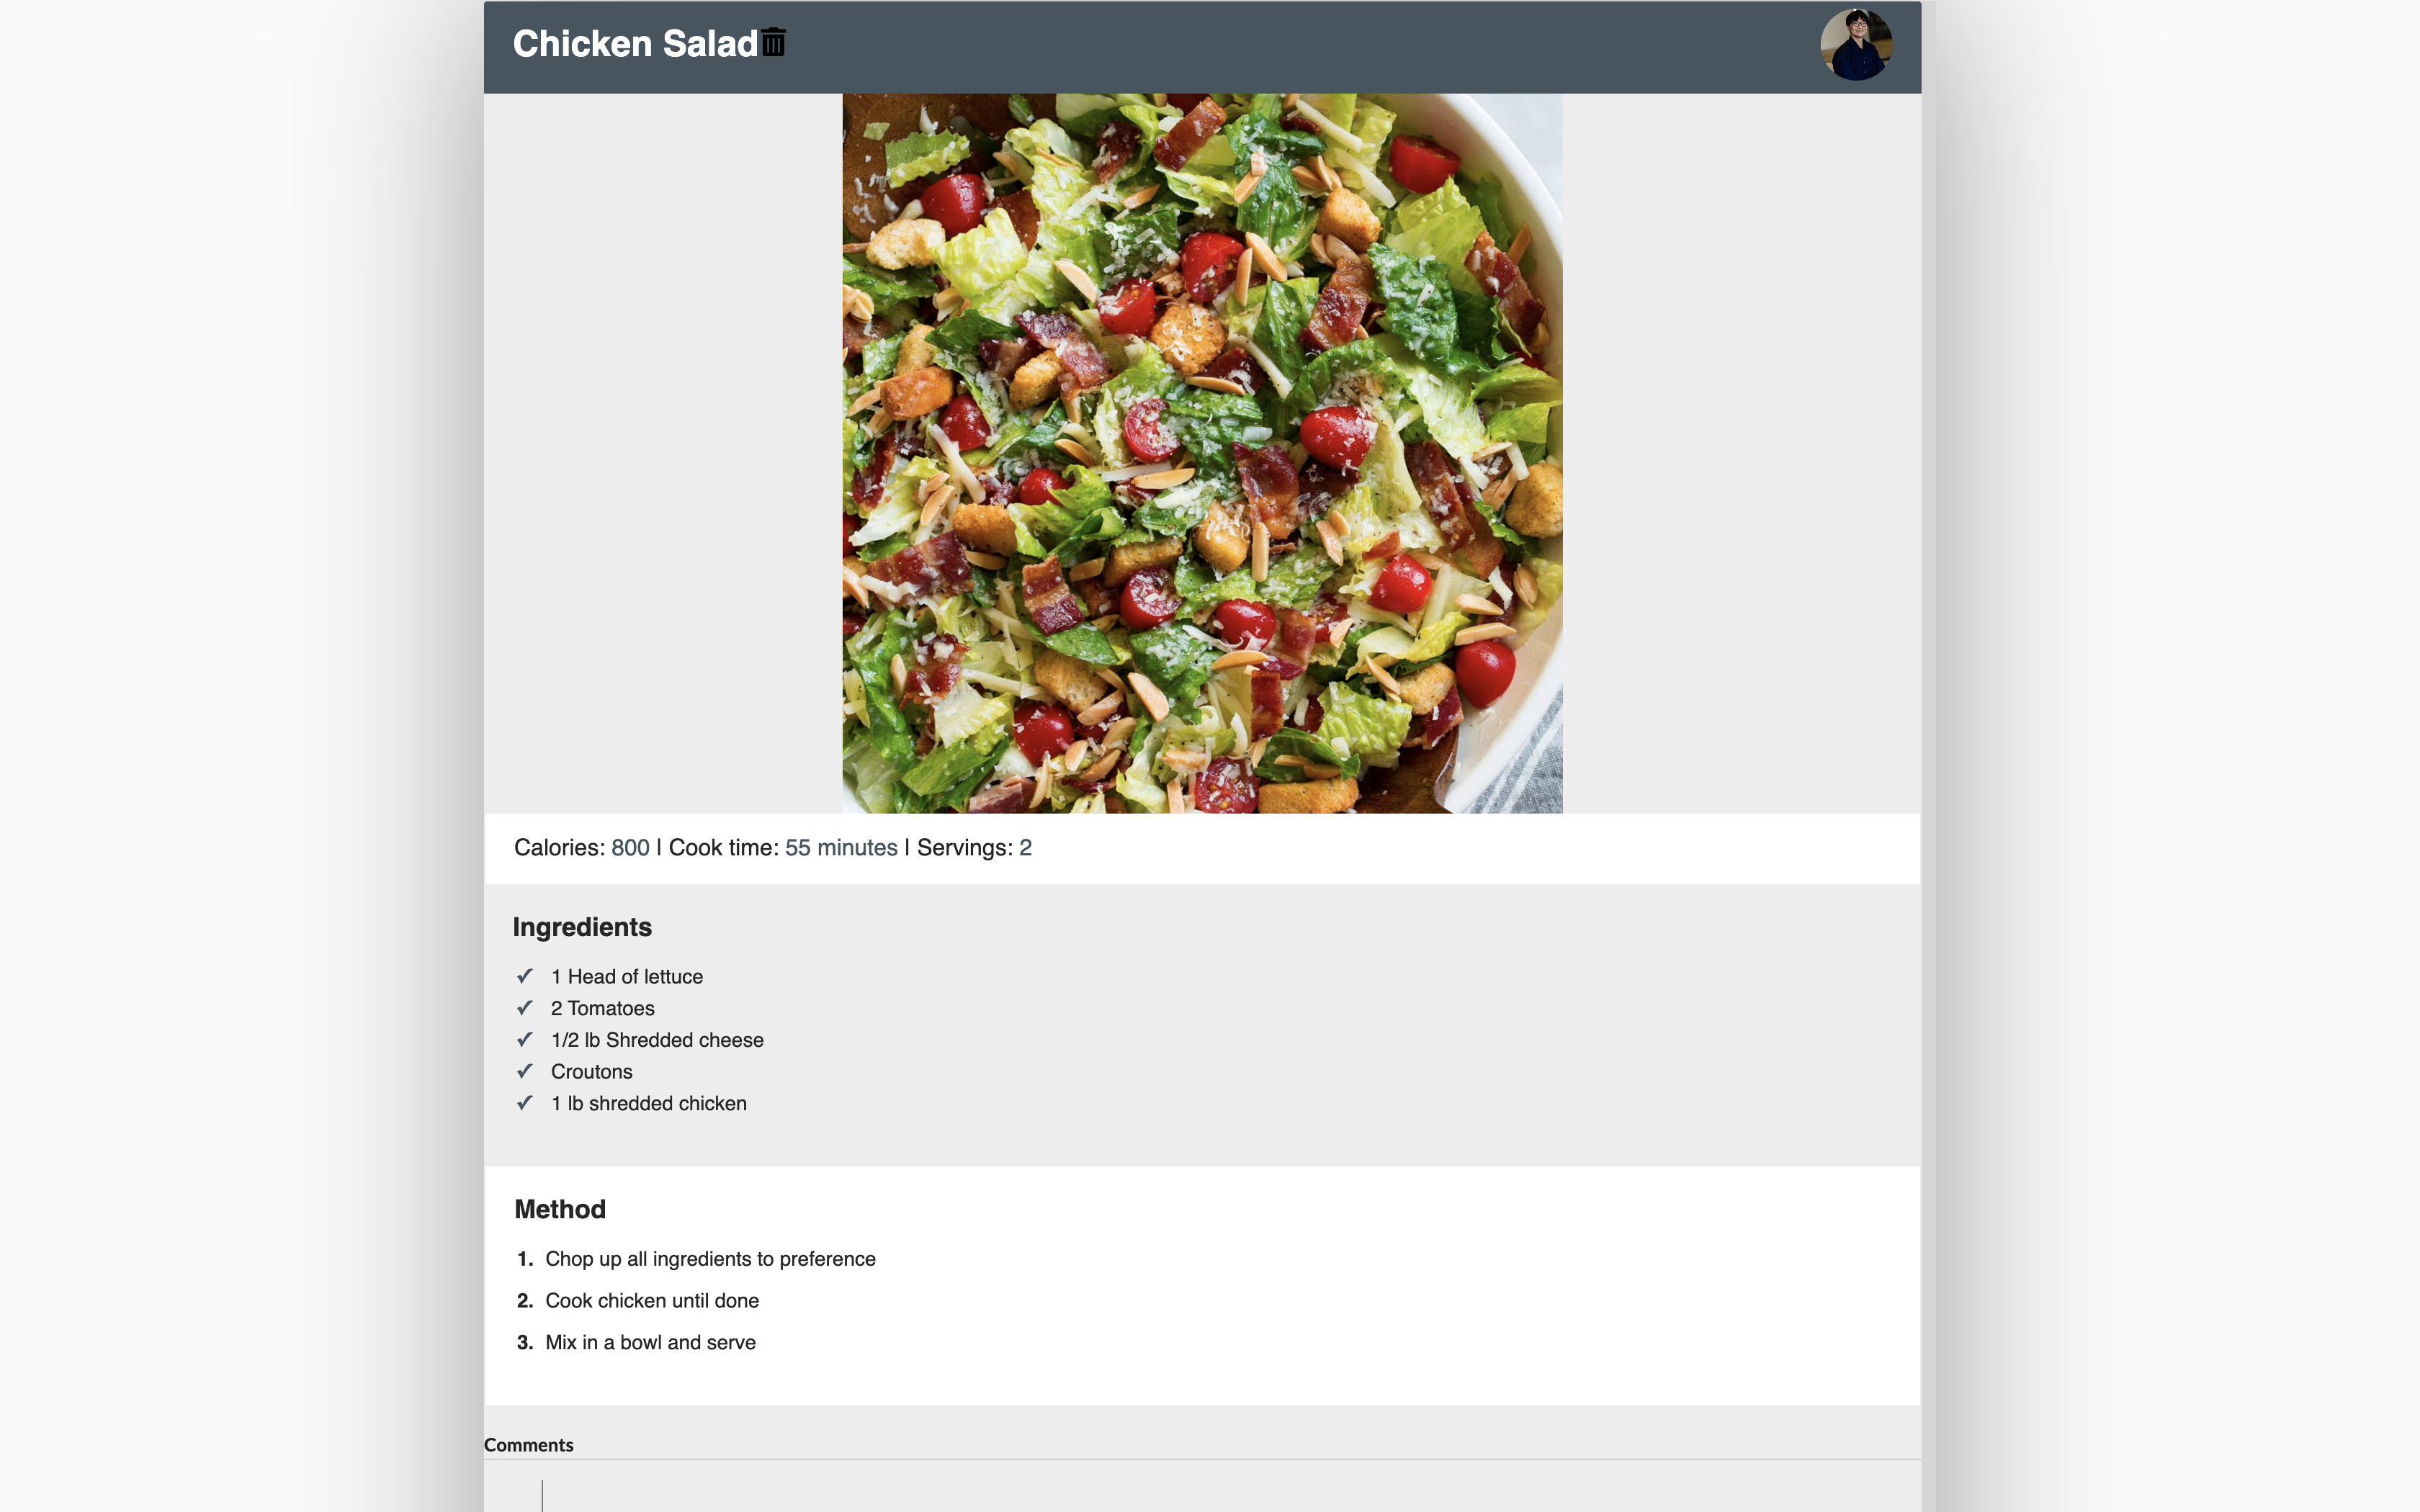 Chicken Salad
Calories: 800 | Cook time: 55 minutes | Servings: 2
Ingredients
✓ 1 Head of lettuce
✓ 2 Tomatoes
✓ 1/2 lb Shredded cheese
✓ Croutons
✓ 1 lb shredded chicken
Method
1. Chop up all ingredients to preference
2. Cook chicken until done
3. Mix in a bowl and serve
Comments